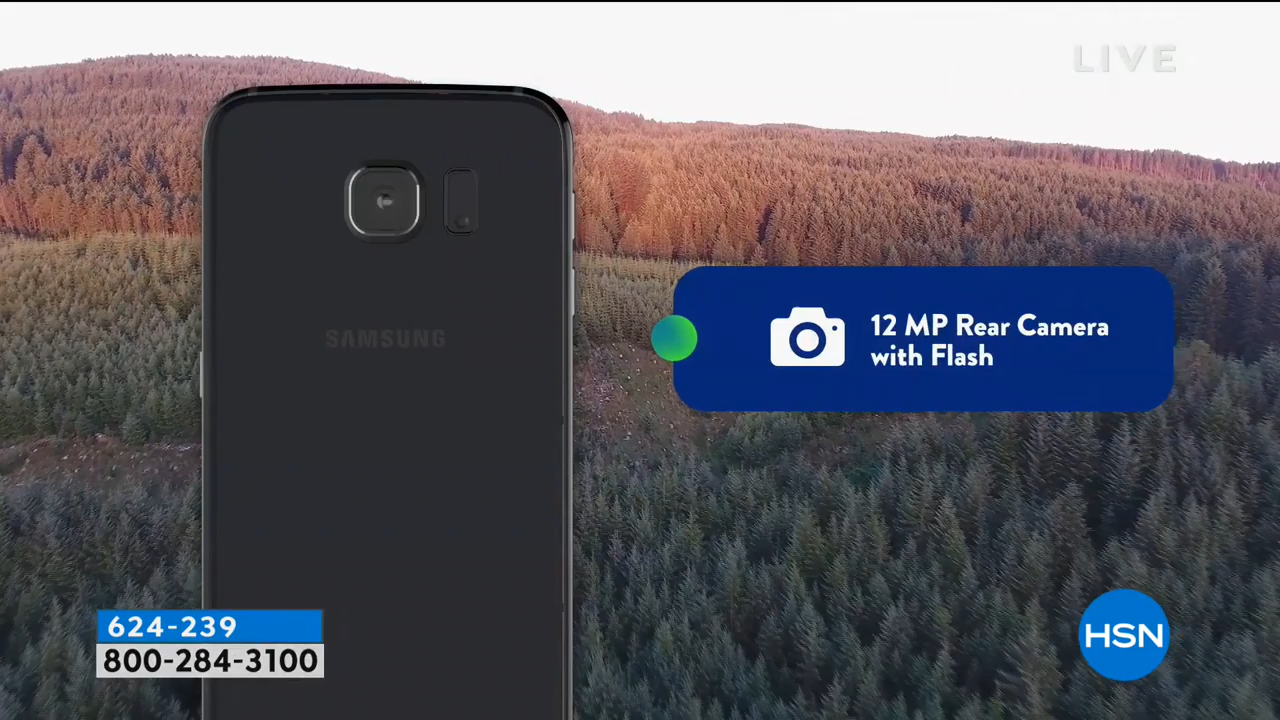 LIVE
SAMSUNG
12 MP Rear Camera
with Flash
624-239
800-284-3100
HSN